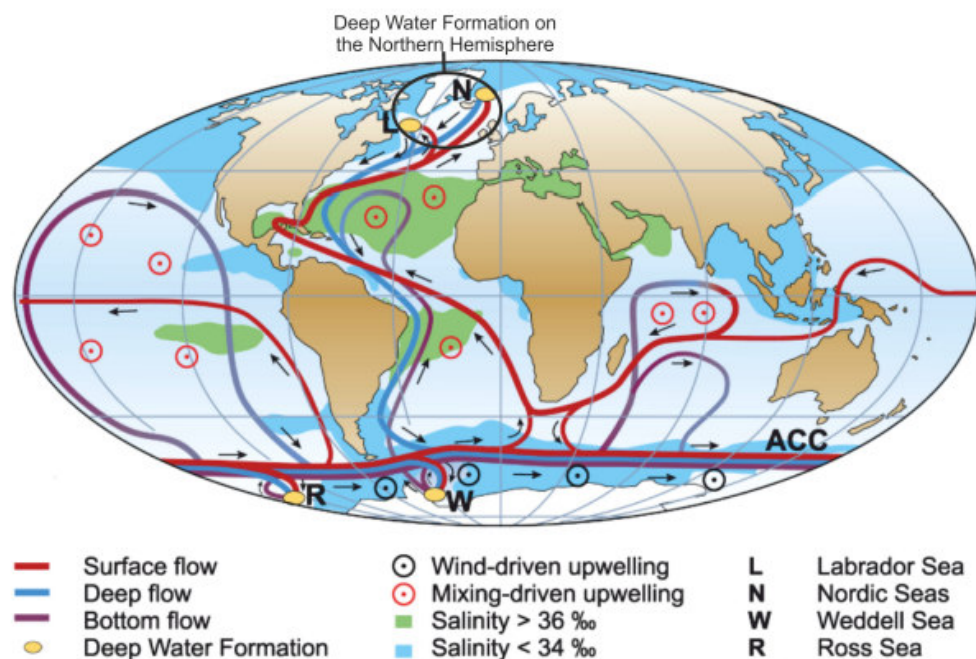 Deep Water Formation on
the Northern Hemisphere
N
L
ACC
R
W
Surface flow
Deep flow
Bottom flow
Deep Water Formation
Wind-driven upwelling
Mixing-driven upwelling
Salinity > 36 ‰
Salinity < 34 ‰
L Labrador Sea
N Nordic Seas
W Weddell Sea
R Ross Sea